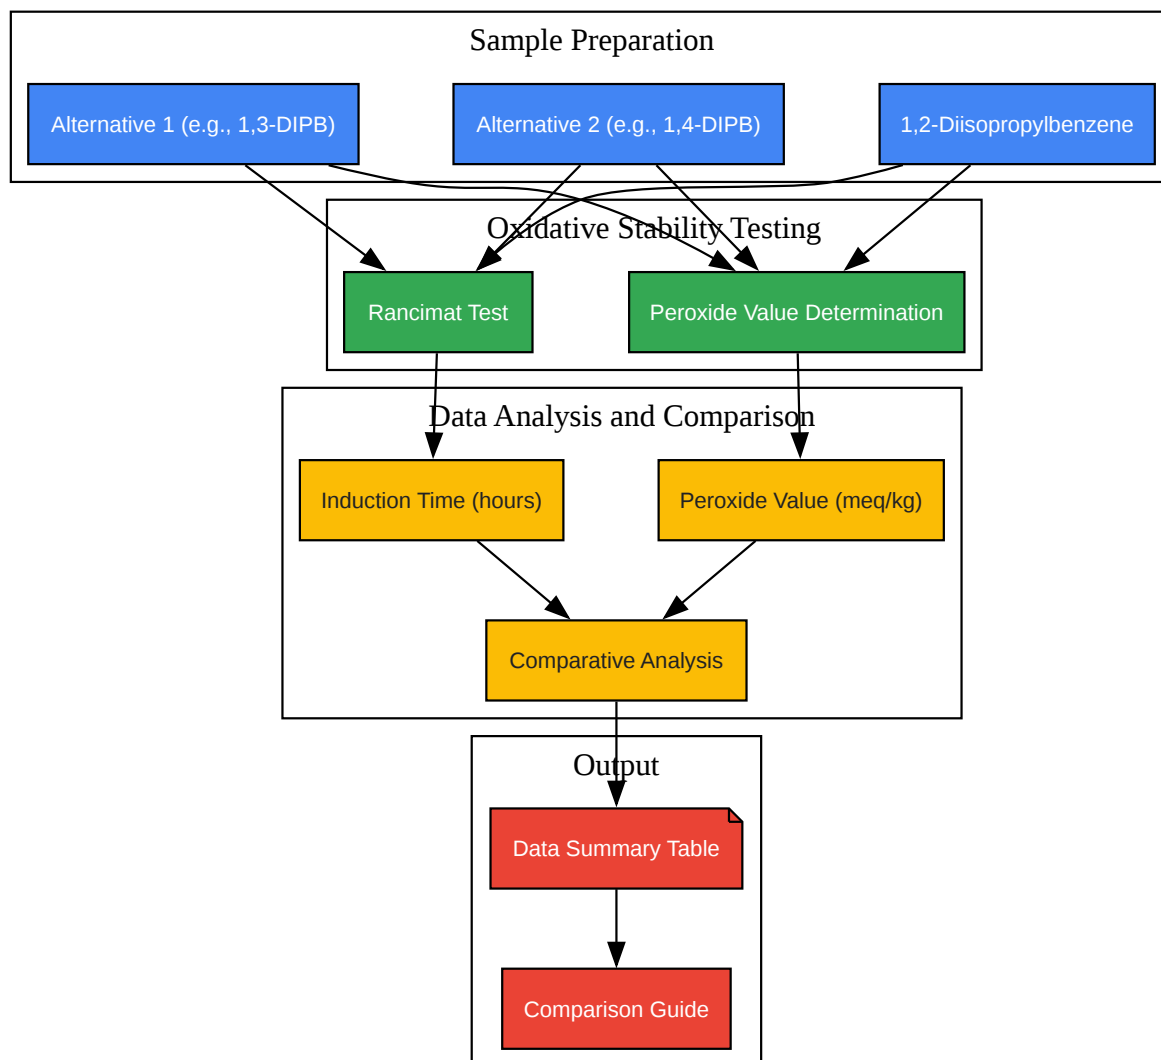 Sample Preparation
Alternative 1 (e.g., 1,3-DIPB)
Alternative 2 (e.g., 1,4-DIPB)
1,2-Diisopropylbenzene
Oxidative Stability Testing
Rancimat Test
Peroxide Value Determination
Data Analysis and Comparison
Induction Time (hours)
Peroxide Value (meq/kg)
Comparative Analysis
Output
Data Summary Table
Comparison Guide